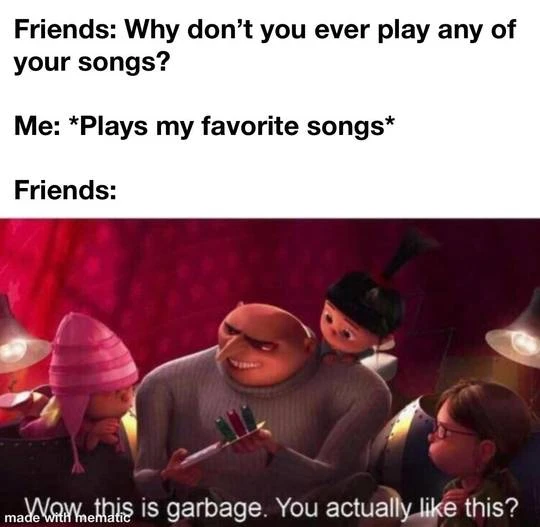 Friends: Why don’t you ever play any of
your songs?
Me: *Plays my favorite songs*
Friends:
Wow, this is garbage. You actually like this?
made with mematic